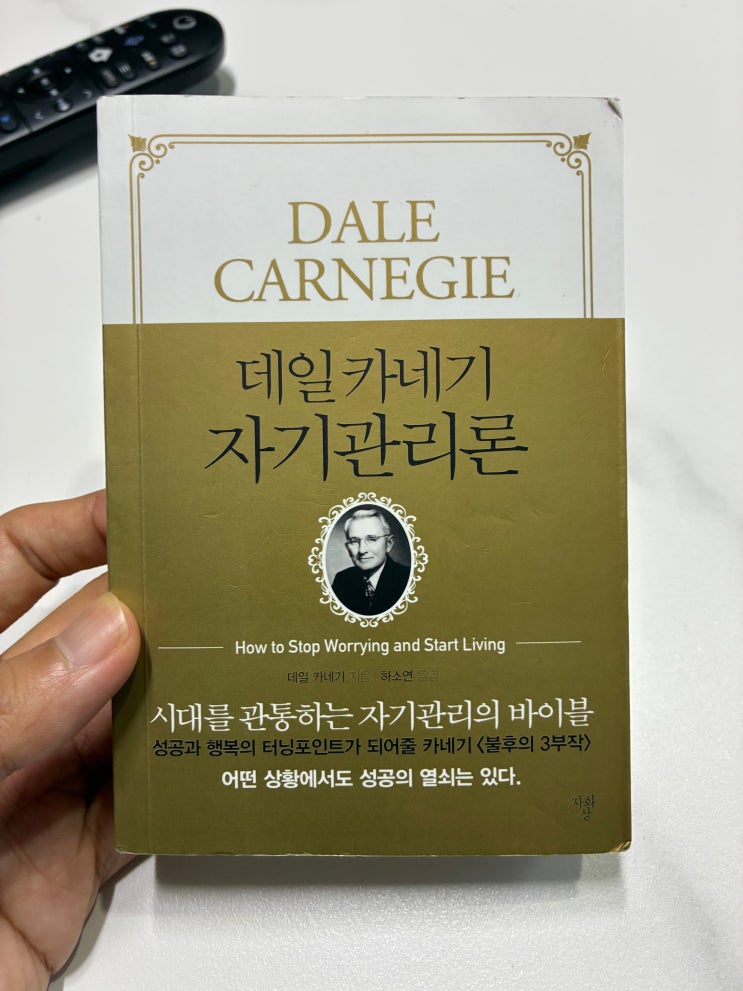 DALE
CARNEGIE
데일 카네기
자기관리론
How to Stop Worrying and Start Living
데일 카네기 지음 하소연 옮김
시대를 관통하는 자기관리의 바이블
성공과 행복의 터닝포인트가 되어줄 카네기 〈불후의 3부작〉
어떤 상황에서도 성공의 열쇠는 있다.
자화
상